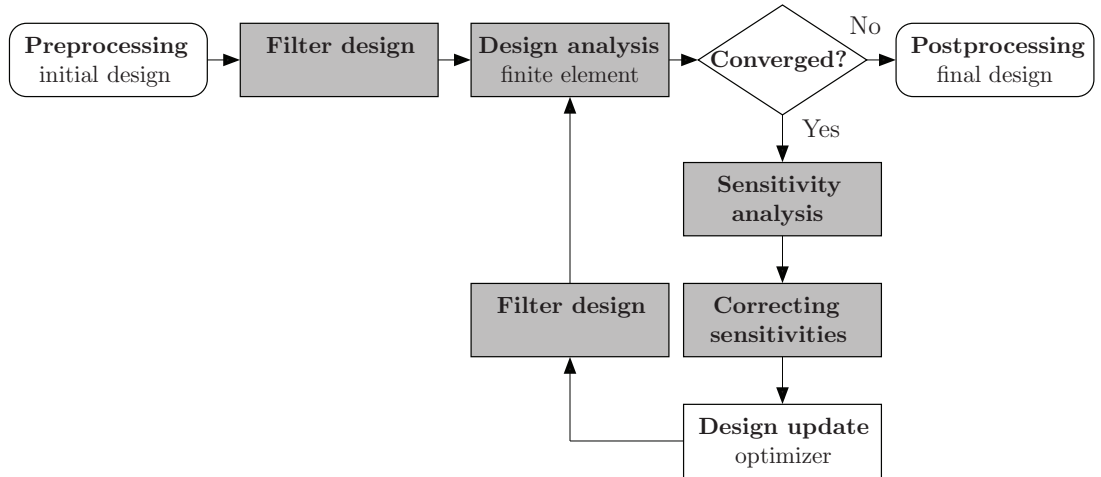 Preprocessing
initial design
Filter design
Design analysis
finite element
Converged?
No
Postprocessing
final design
Yes
Sensitivity
analysis
Filter design
Correcting
sensitivities
Design update
optimizer